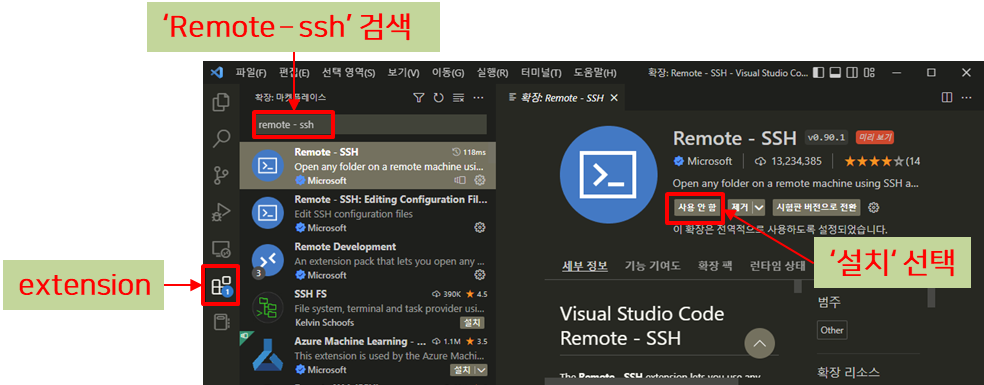 ‘Remote – ssh’ 검색
파일(F) 편집(E) 선택 영역(S) 보기(V) 이동(G) 실행(R) 터미널(T) 도움말(H) 확장: Remote - SSH - Visual Studio Co...
확장: 마켓플레이스
확장: Remote - SSH
remote - ssh
Remote - SSH 118ms
Open any folder on a remote machine usi...
Microsoft
Remote - SSH: Editing Configuration Fil...
Edit SSH configuration files
Microsoft
Remote Development
An extension pack that lets you open any ...
Microsoft
3
SSH FS 390K 4.5
File system, terminal and task provider usi...
Kelvin Schoofs 설치
Azure Machine Learning - ... 1.1M 3.5
This extension is used by the Azure Machi...
Microsoft 설치
extension
1
Remote - SSH v0.90.1 미리 보기
Microsoft 13,234,385 (14
Open any folder on a remote machine using SSH a...
사용 안 함 제거 시험판 버전으로 전환
이 확장은 전역적으로 사용하도록 설정되었습니다.
‘설치‘ 선택
세부 정보 기능 기여도 확장 팩 런타임 상태
Visual Studio Code
Remote - SSH
The Remote - SSH extension lets you use any
범주
Other
확장 리소스